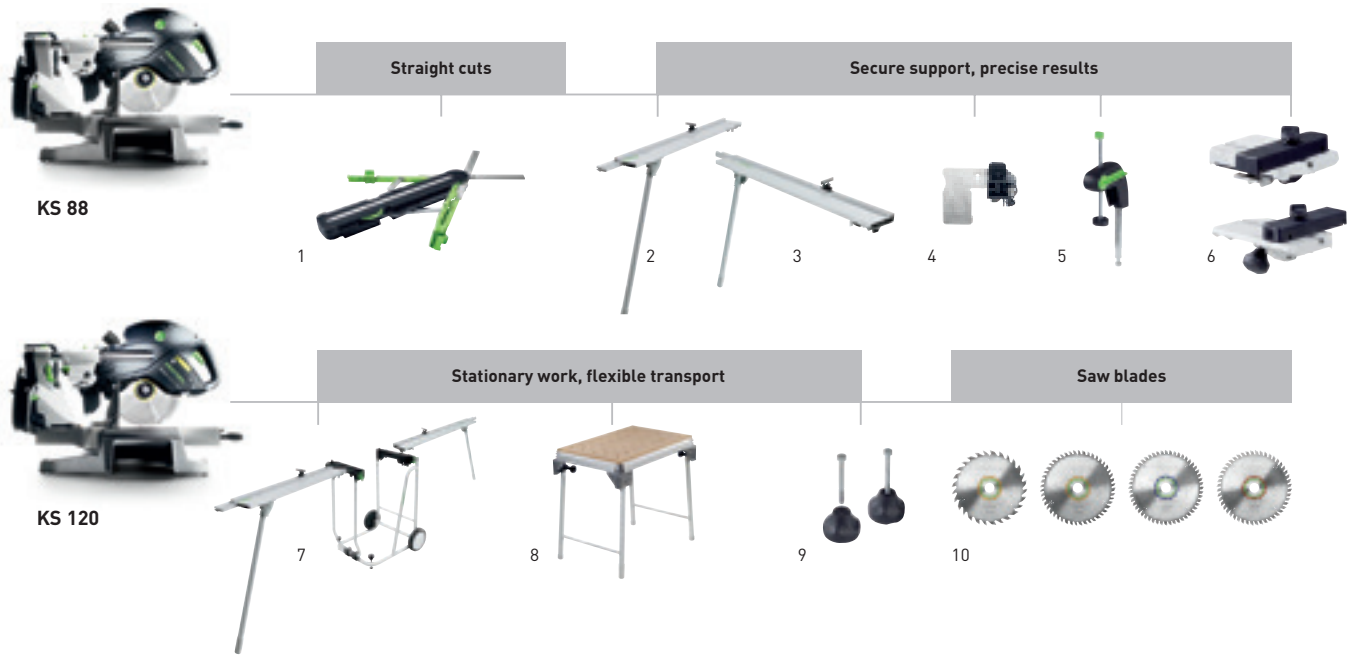 Straight cuts
Secure support, precise results
KS 88
1
2
3
4
5
6
Stationary work, flexible transport
Saw blades
KS 120
7
8
9
10